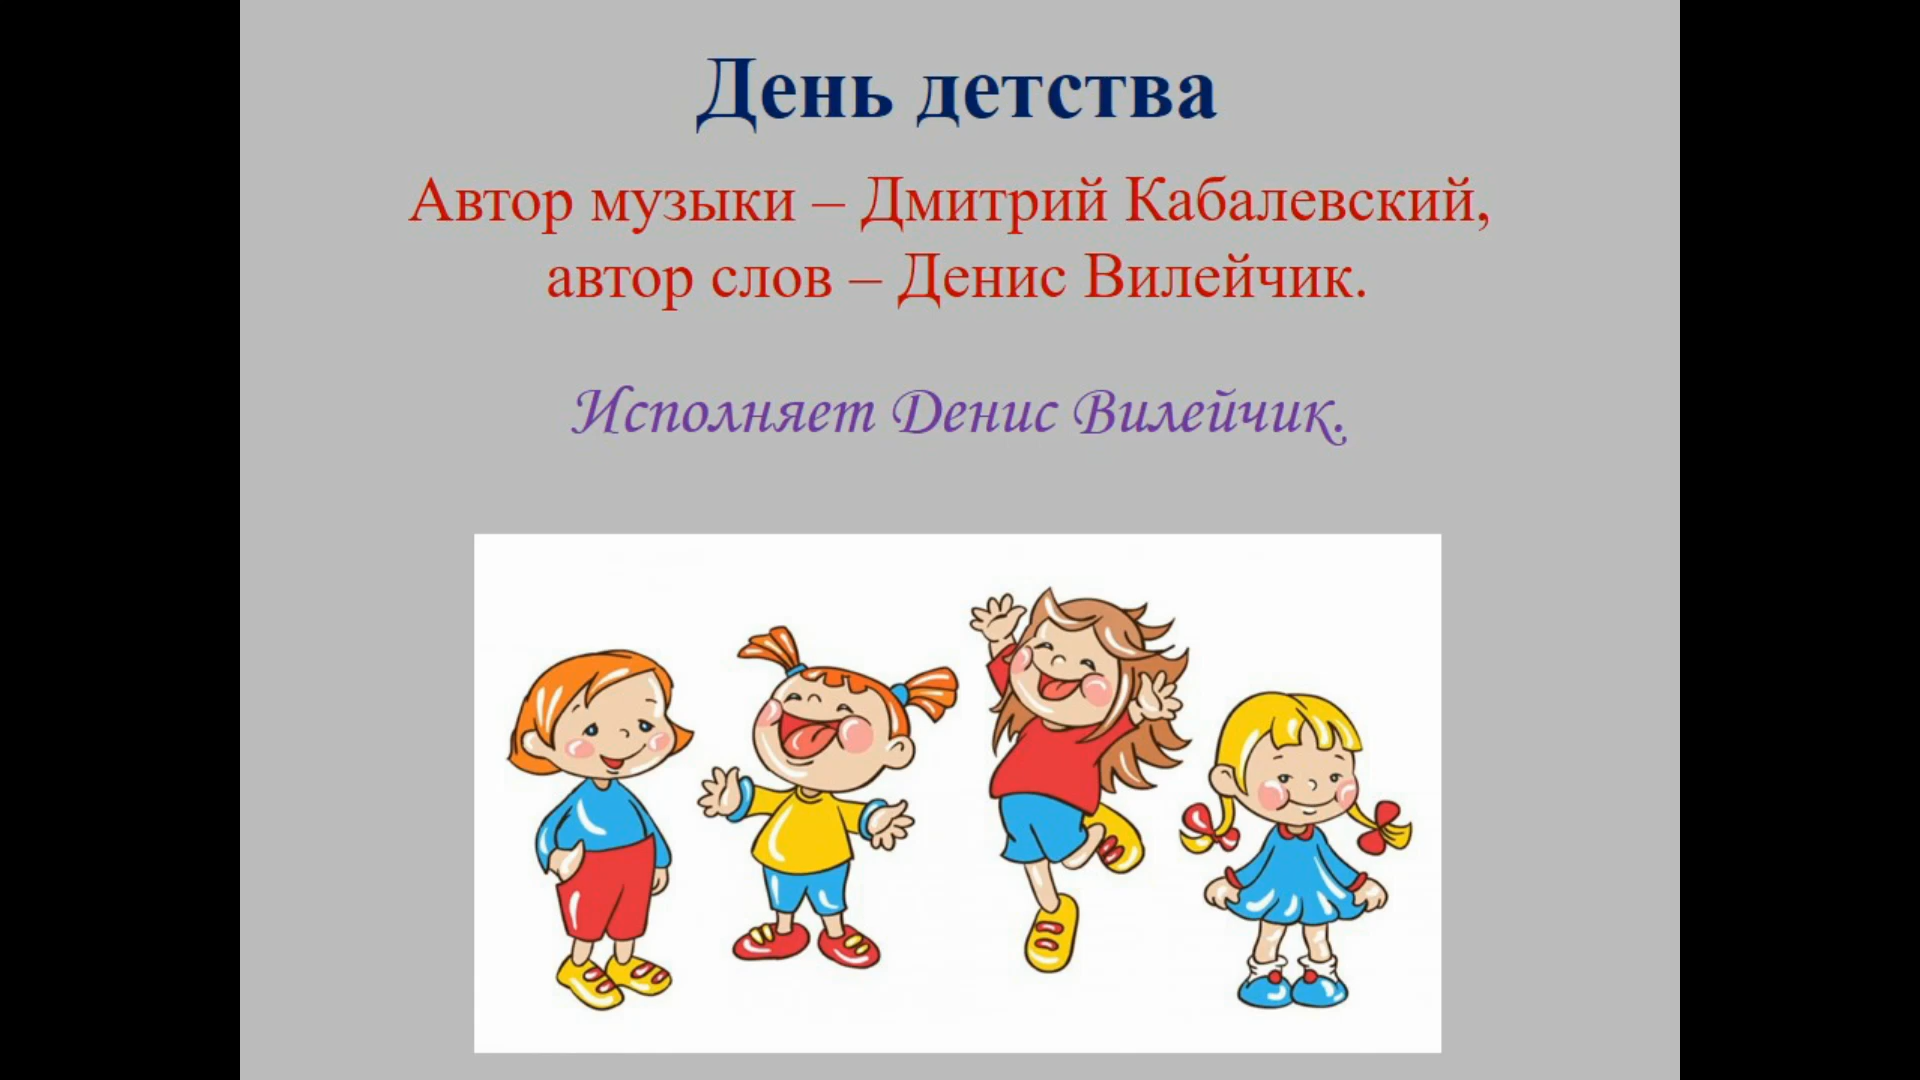 День детства
Автор музыки – Дмитрий Кабалевский,
автор слов – Денис Вилейчик.
Исполняет Денис Вилейчик.